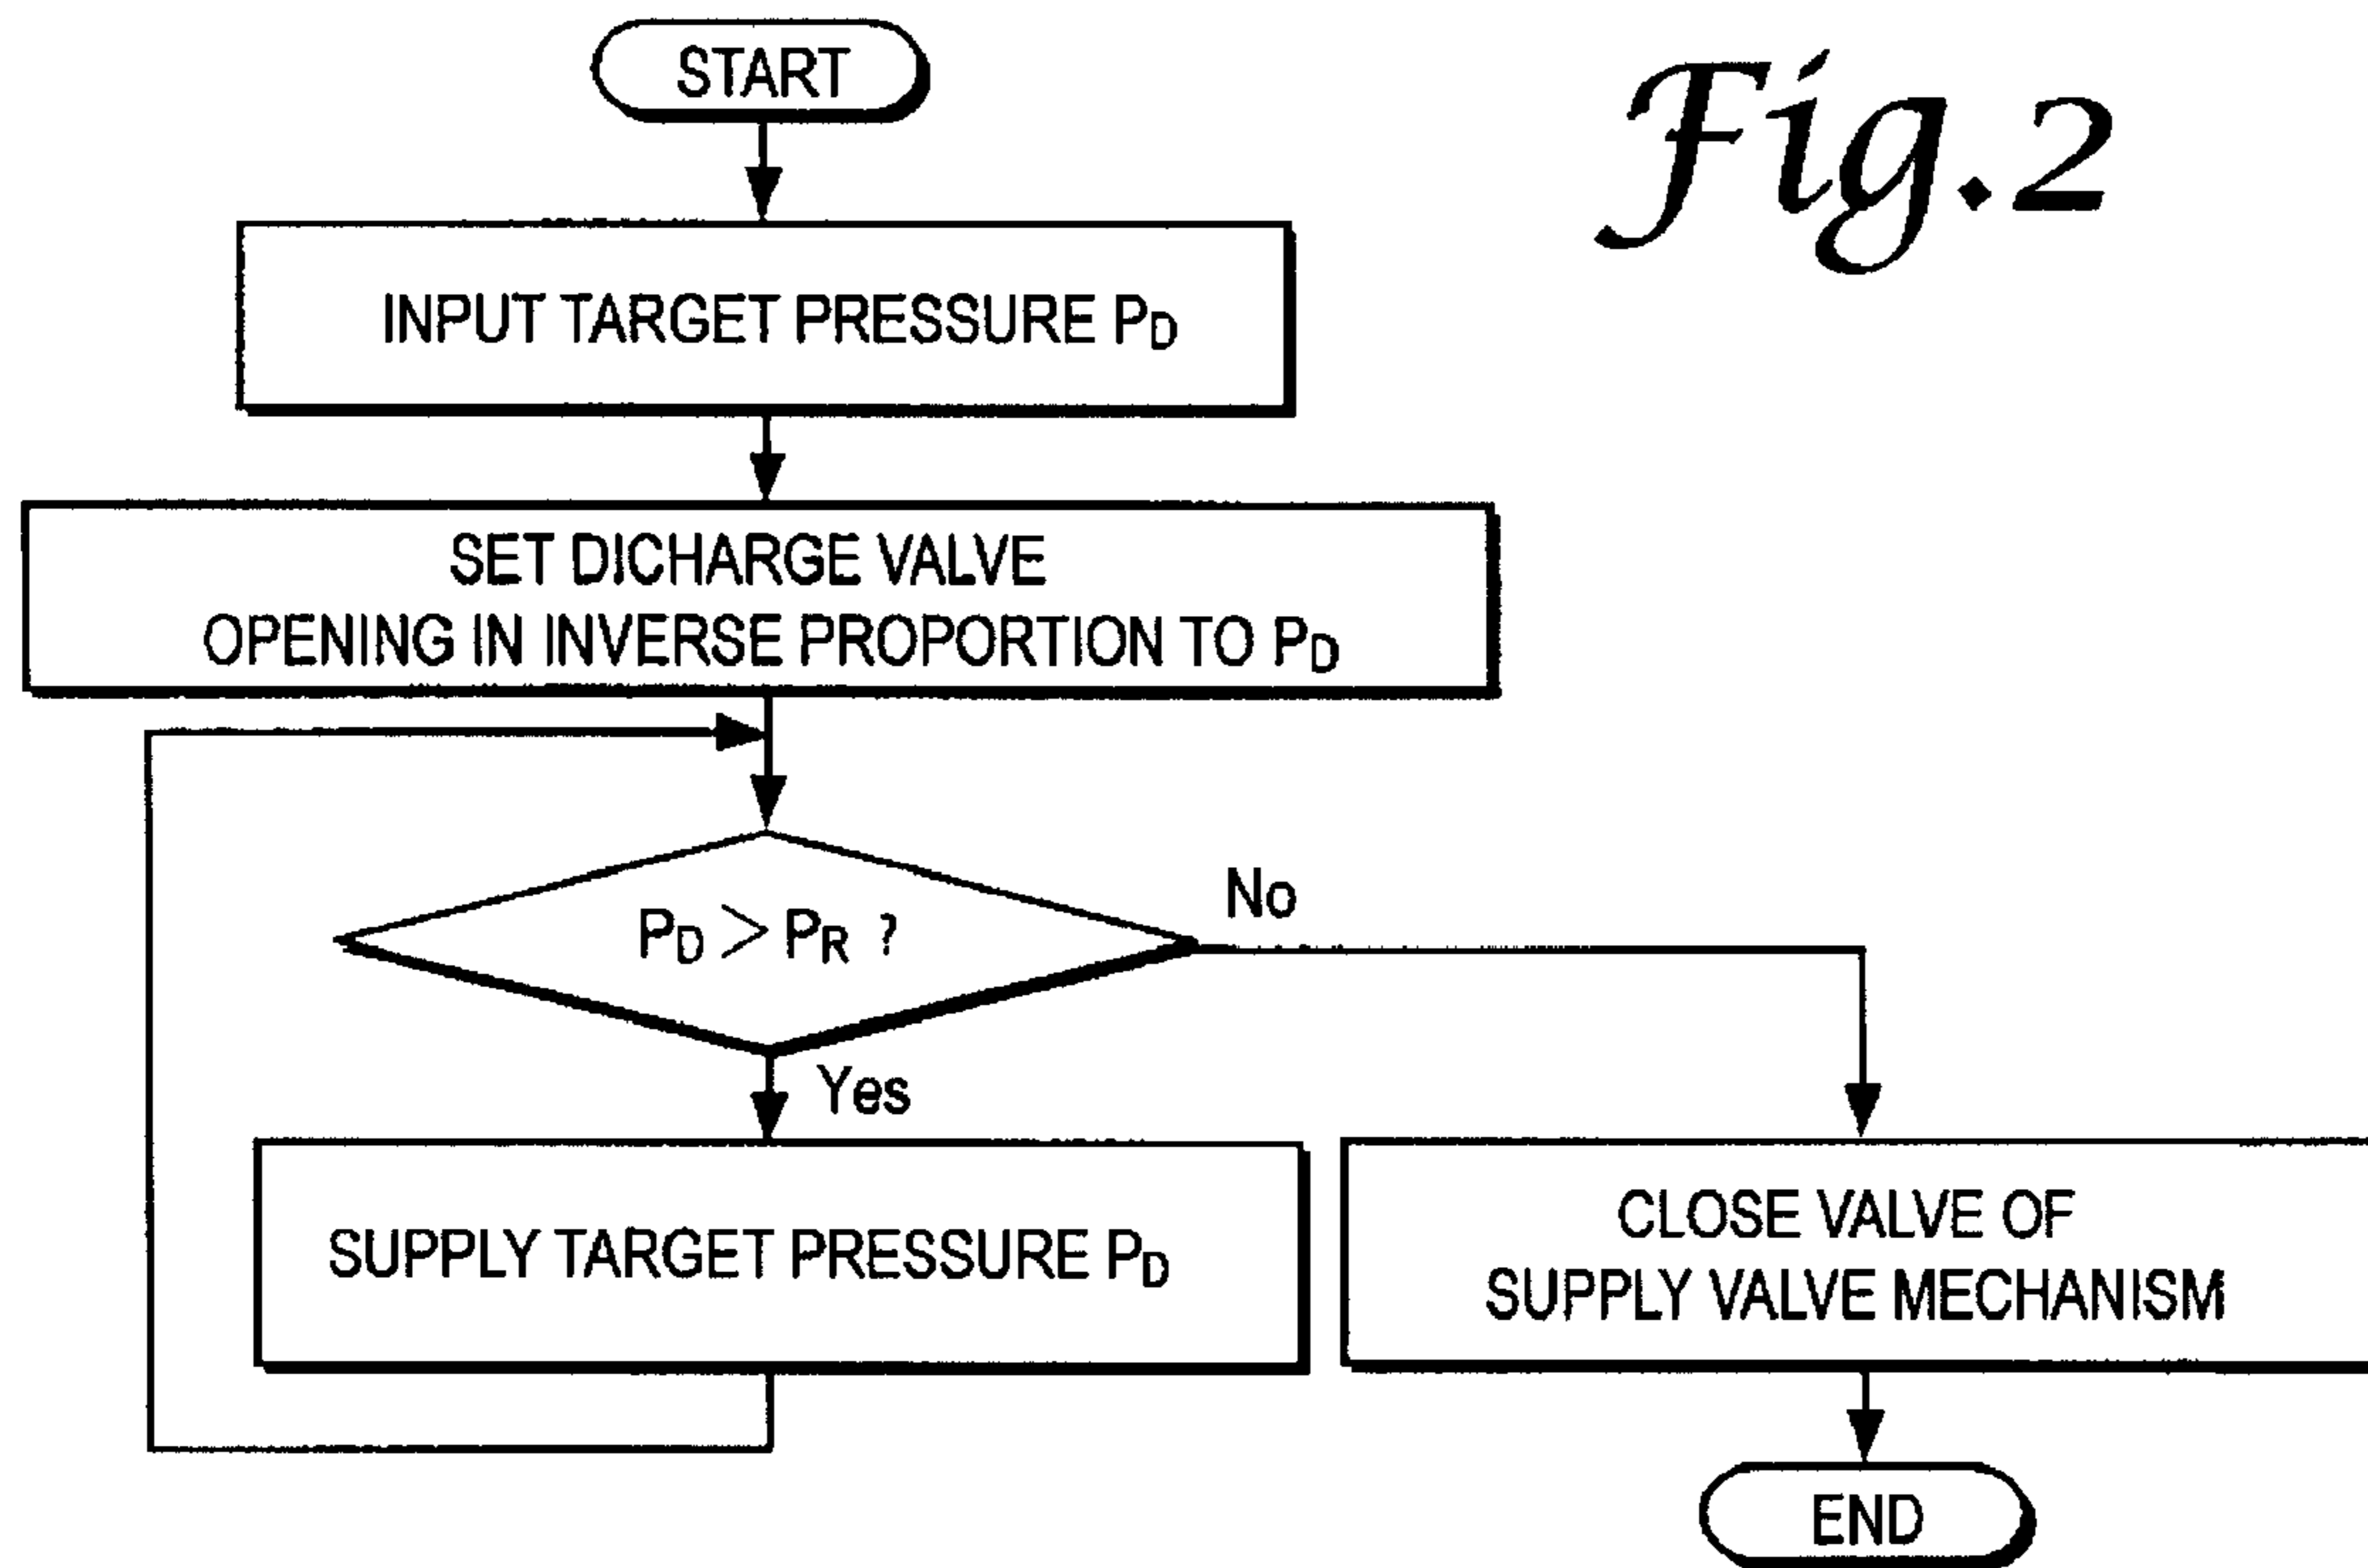 Fig.2
START
INPUT TARGET PRESSURE PD
SET DICHARGE VALVE
OPENING IN INVERSE PROPORTION TO PD
PD > PR ?
No
Yes
SUPPLY TARGET PRESSURE PD
CLOSE VALVE OF
SUPPLY VALVE MECHANISM
END